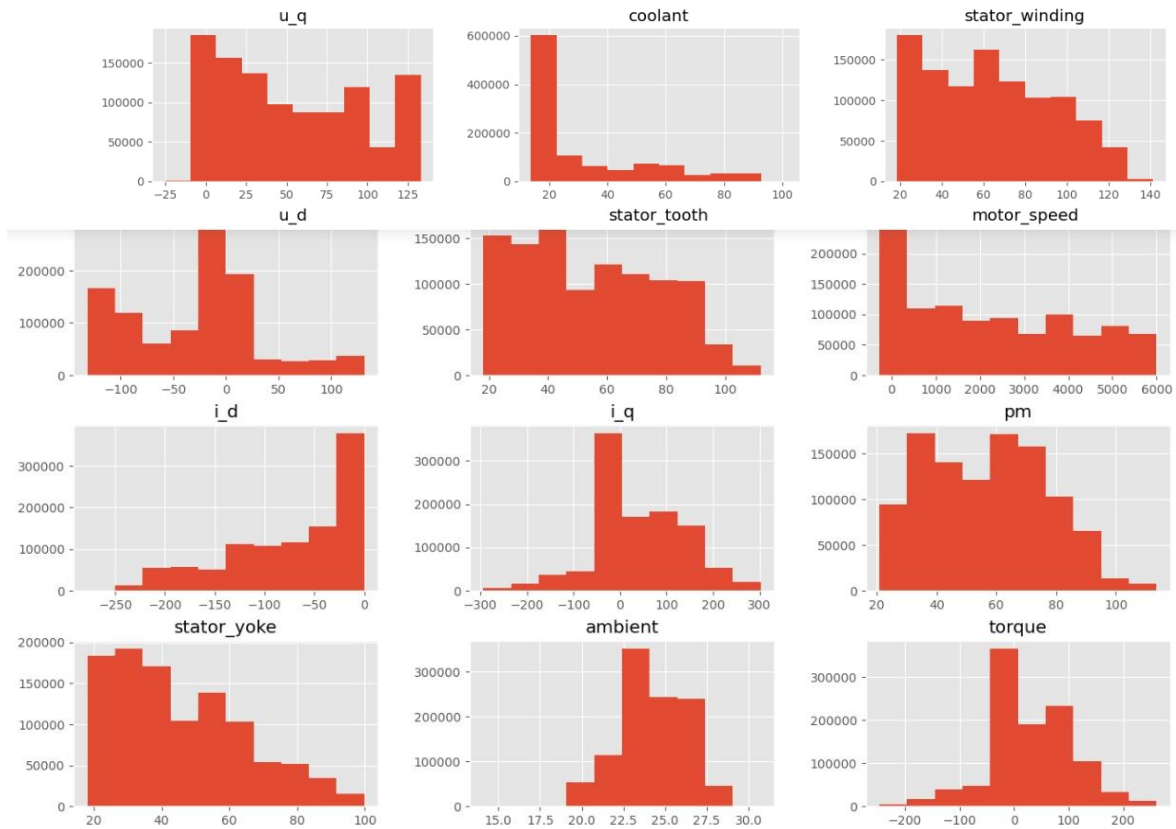 u_q
coolant
stator_winding
150000
100000
50000
0
−25 0 25 50 75 100 125
600000
400000
200000
0
20 40 60 80 100
150000
100000
50000
0
20 40 60 80 100 120 140
u_d
stator_tooth
motor_speed
200000
100000
0
−100 −50 0 50 100
150000
100000
50000
0
20 40 60 80 100
200000
150000
100000
50000
0
0 1000 2000 3000 4000 5000 6000
i_d
i_q
pm
300000
200000
100000
0
−250 −200 −150 −100 −50 0
300000
200000
100000
0
−300 −200 −100 0 100 200 300
150000
100000
50000
0
20 40 60 80 100
stator_yoke
ambient
torque
200000
150000
100000
50000
0
20 40 60 80 100
300000
200000
100000
0
15.0 17.5 20.0 22.5 25.0 27.5 30.0
300000
200000
100000
0
−200 −100 0 100 200